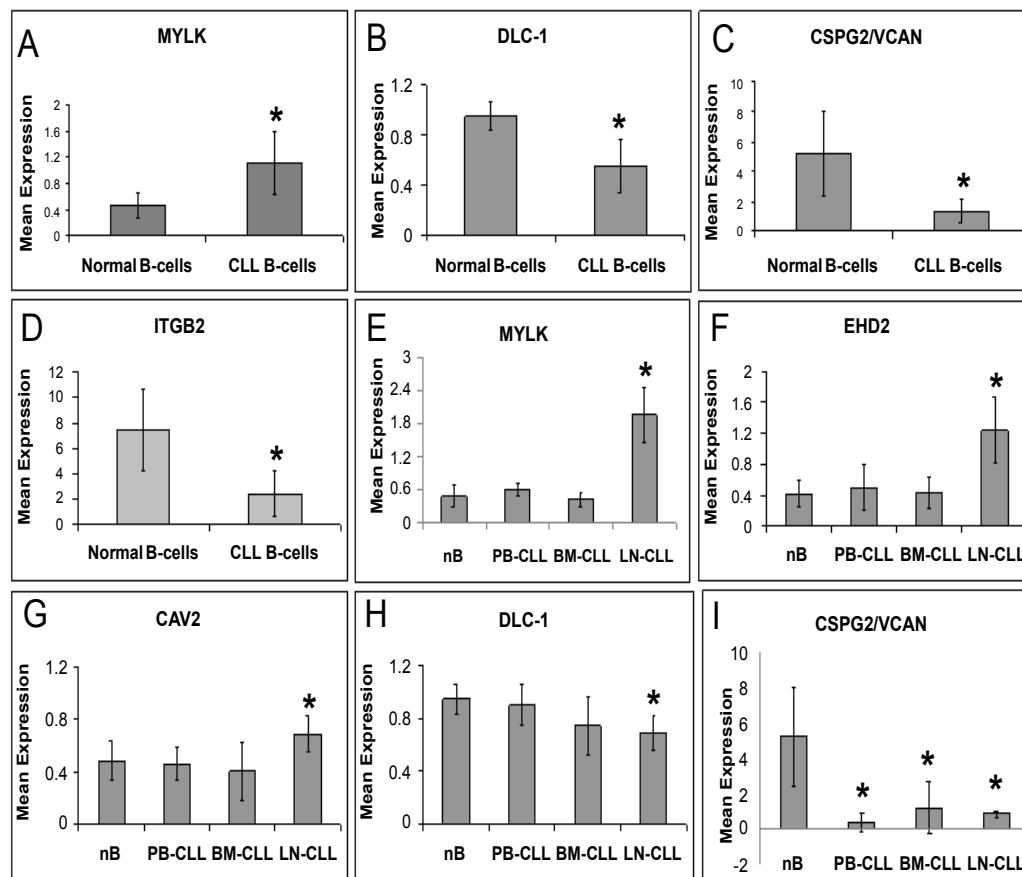 A
MYLK
Mean Expression
2
1.6
1.2
0.8
0.4
0
*
Normal B-cells CLL B-cells
B
DLC-1
Mean Expression
1.2
0.8
0.4
0
*
Normal B-cells CLL B-cells
C
CSPG2/VCAN
Mean Expression
10
8
6
4
2
0
*
Normal B-cells CLL B-cells
D
ITGB2
Mean Expression
12
10
8
6
4
2
0
*
Normal B-cells CLL B-cells
E
MYLK
Mean Expression
3
2.4
1.8
1.2
0.6
0
*
nB PB-CLL BM-CLL LN-CLL
F
EHD2
Mean Expression
2
1.6
1.2
0.8
0.4
0
*
nB PB-CLL BM-CLL LN-CLL
G
CAV2
Mean Expression
1.2
0.8
0.4
0
*
nB PB-CLL BM-CLL LN-CLL
H
DLC-1
Mean Expression
1.2
0.8
0.4
0
*
nB PB-CLL BM-CLL LN-CLL
I
CSPG2/VCAN
Mean Expression
10
8
6
4
2
0
-2
* * *
nB PB-CLL BM-CLL LN-CLL